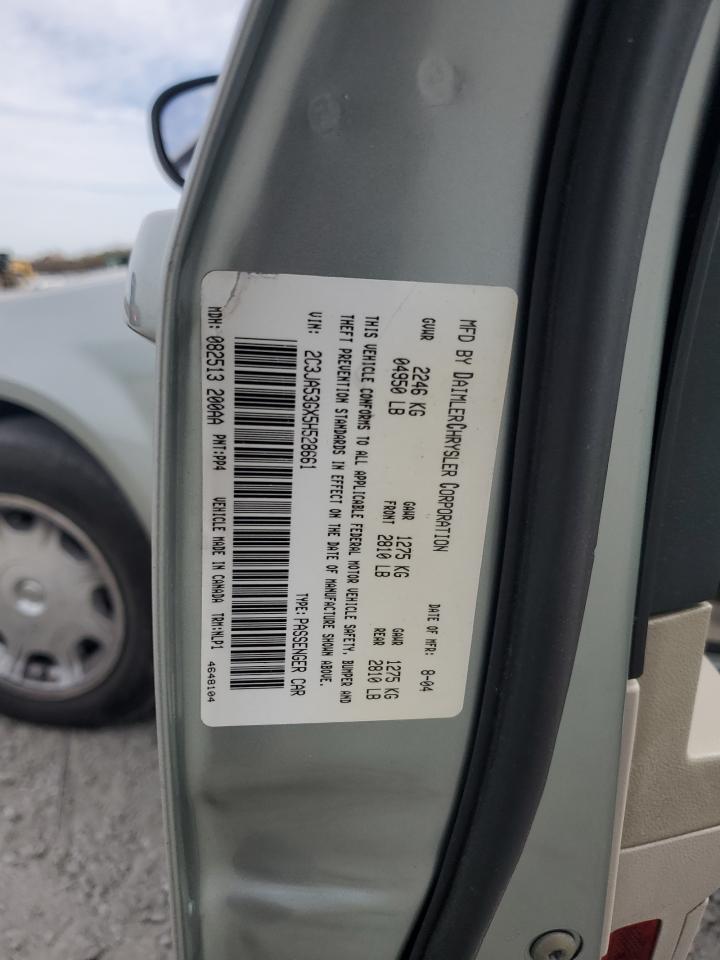 MFD BY DAIMLERCHRYSLER CORPORATION DATE OF MFR: 8-04
GVWR 2246 KG GAWR 1275 KG GAWR 1275 KG
04950 LB FRONT 2810 LB REAR 2810 LB
THIS VEHICLE CONFORMS TO ALL APPLICABLE FEDERAL MOTOR VEHICLE SAFETY, BUMPER AND
THEFT PREVENTION STANDARDS IN EFFECT ON THE DATE OF MANUFACTURE SHOWN ABOVE.
VIN: 2C3JA53GX5H528661 TYPE: PASSENGER CAR
MDH: 082513 200AA PNT: PP4 VEHICLE MADE IN CANADA TRM: NLP1 4648104